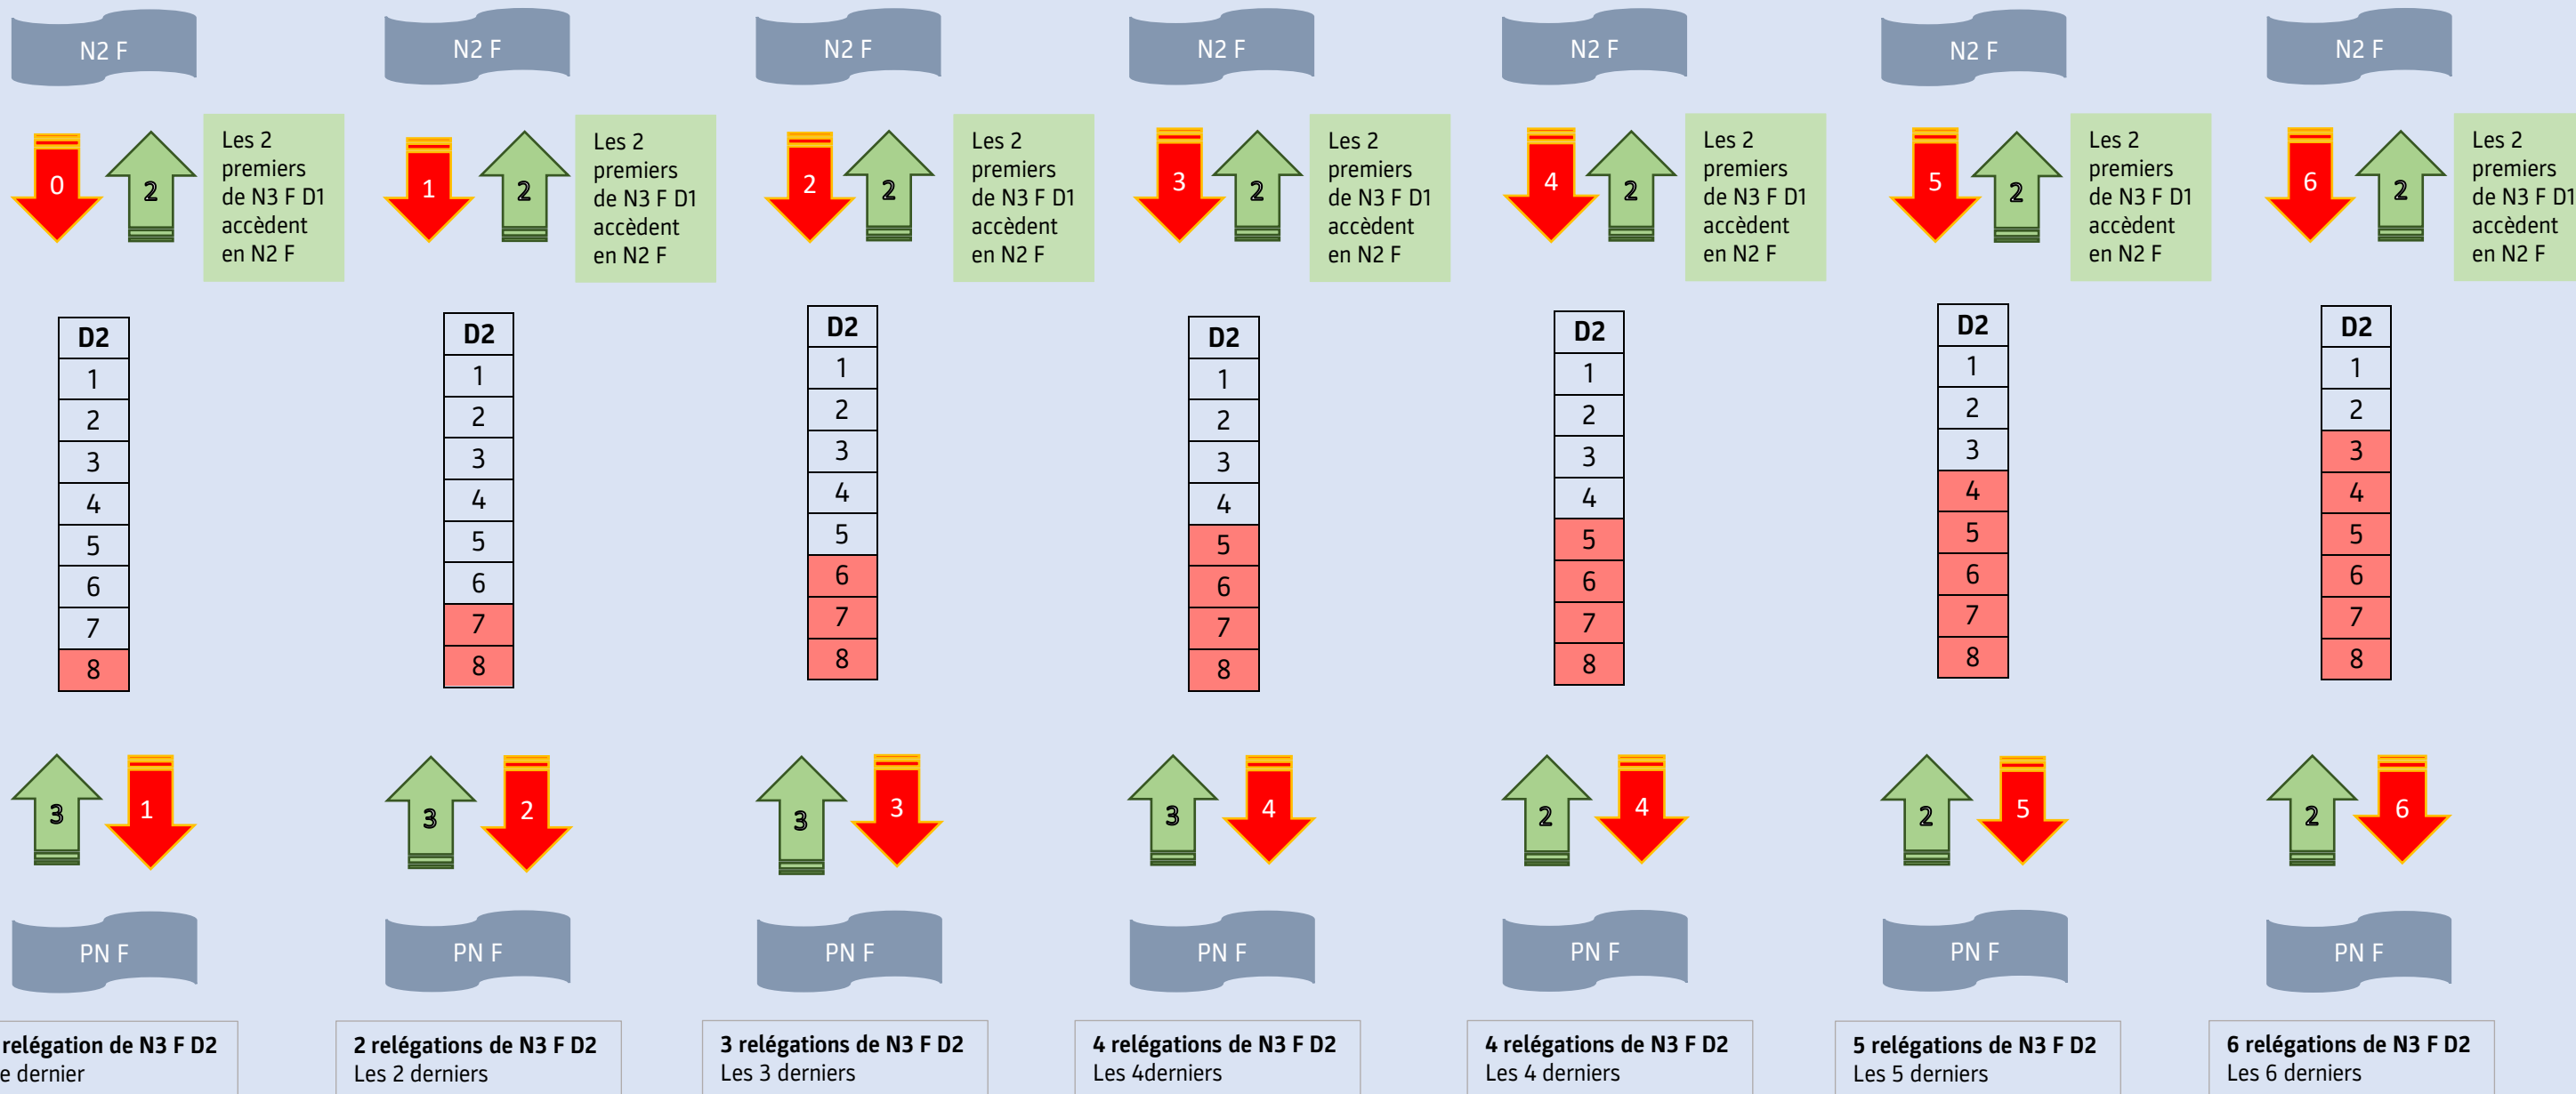 N2 F
N2 F
N2 F
N2 F
N2 F
N2 F
N2 F
0
2
Les 2
premiers
de N3 F D1
accèdent
en N2 F
1
2
Les 2
premiers
de N3 F D1
accèdent
en N2 F
2
2
Les 2
premiers
de N3 F D1
accèdent
en N2 F
3
2
Les 2
premiers
de N3 F D1
accèdent
en N2 F
4
2
Les 2
premiers
de N3 F D1
accèdent
en N2 F
5
2
Les 2
premiers
de N3 F D1
accèdent
en N2 F
6
2
Les 2
premiers
de N3 F D1
accèdent
en N2 F
D2
1
2
3
4
5
6
7
8
D2
1
2
3
4
5
6
7
8
D2
1
2
3
4
5
6
7
8
D2
1
2
3
4
5
6
7
8
D2
1
2
3
4
5
6
7
8
D2
1
2
3
4
5
6
7
8
D2
1
2
3
4
5
6
7
8
3
1
3
2
3
3
3
4
2
4
2
5
2
6
PN F
PN F
PN F
PN F
PN F
PN F
PN F
relégation de N3 F D2
e dernier
2 relégations de N3 F D2
Les 2 derniers
3 relégations de N3 F D2
Les 3 derniers
4 relégations de N3 F D2
Les 4derniers
4 relégations de N3 F D2
Les 4 derniers
5 relégations de N3 F D2
Les 5 derniers
6 relégations de N3 F D2
Les 6 derniers